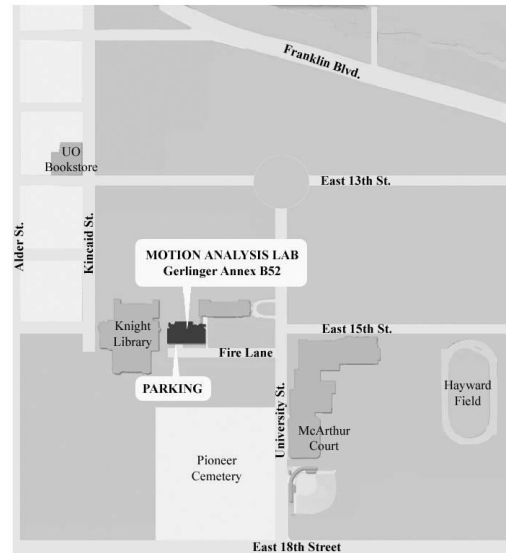 Franklin Blvd.
UO
Bookstore
East 13th St.
Alder St.
Kincaid St.
MOTION ANALYSIS LAB
Gerlinger Annex B52
Knight
Library
East 15th St.
Fire Lane
PARKING
University St.
Hayward
Field
McArthur
Court
Pioneer
Cemetery
East 18th Street